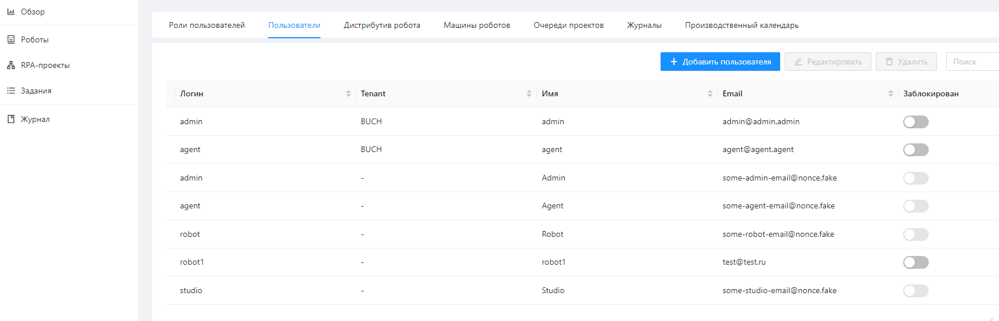 Обзор
Роботы
RPA-проекты
Задания
Журнал
Роли пользователей Пользователи Дистрибутив робота Машины роботов Очереди проектов Журналы Производственный календарь
Добавить пользователя Редактировать Удалить Поиск
Логин Tenant Имя Email Заблокирован
admin BUCH admin admin@admin.admin
agent BUCH agent agent@agent.agent
admin - Admin some-admin-email@nonce.fake
agent - Agent some-agent-email@nonce.fake
robot - Robot some-robot-email@nonce.fake
robot1 - robot1 test@test.ru
studio - Studio some-studio-email@nonce.fake